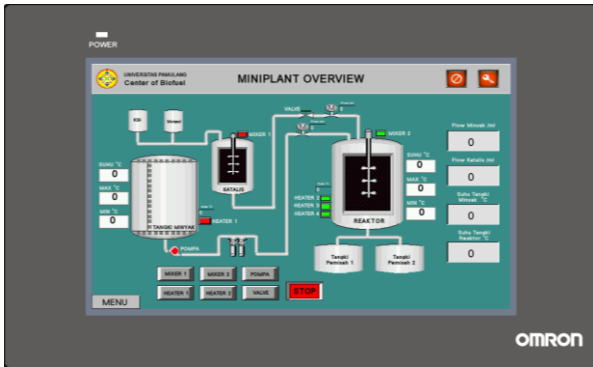 POWER
UNIVERSITAS PAMULANG
Center of Biofuel
MINIPLANT OVERVIEW
VALVE
0
0
MIXER 1
MIXER 2
Flow Minyak /ml
0
Flow Katalis /ml
0
Suhu Tangki
Minyak °C
0
Suhu Tangki
Reaktor °C
0
SUHU °C
0
MAX °C
0
MIN °C
0
KATALIS
TANGKI MINYAK
HEATER 1
POMPA
SUHU °C
0
MAX °C
0
MIN °C
0
HEATER 2
HEATER 3
HEATER 4
REAKTOR
Tangki
Pemisah 1
Tangki
Pemisah 2
MIXER 1
MIXER 2
POMPA
HEATER 1
HEATER 2
VALVE
STOP
MENU
OMRON